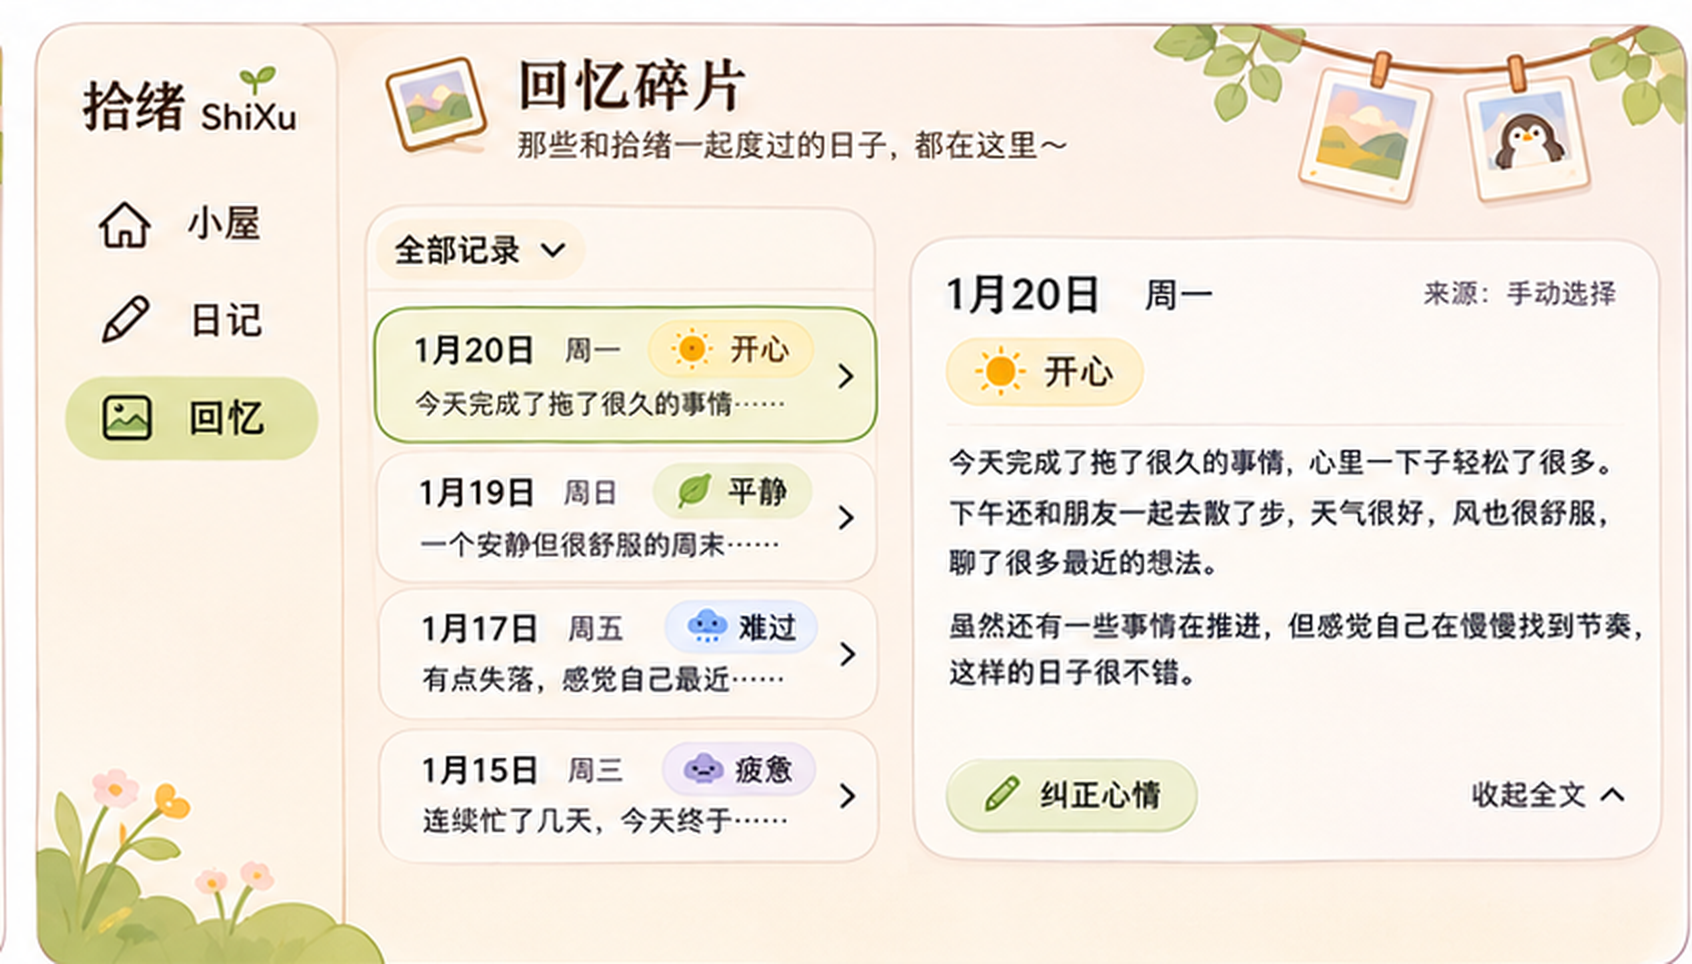 拾绪 ShiXu
小屋
日记
回忆
回忆碎片
那些和拾绪一起度过的日子，都在这里～
全部记录
1月20日 周一 开心
今天完成了拖了很久的事情……
1月19日 周日 平静
一个安静但很舒服的周末……
1月17日 周五 难过
有点失落，感觉自己最近……
1月15日 周三 疲惫
连续忙了几天，今天终于……
1月20日 周一 来源：手动选择
开心
今天完成了拖了很久的事情，心里一下子轻松了很多。
下午还和朋友一起去散了步，天气很好，风也很舒服，
聊了很多最近的想法。
虽然还有一些事情在推进，但感觉自己在慢慢找到节奏，
这样的日子很不错。
纠正心情 收起全文